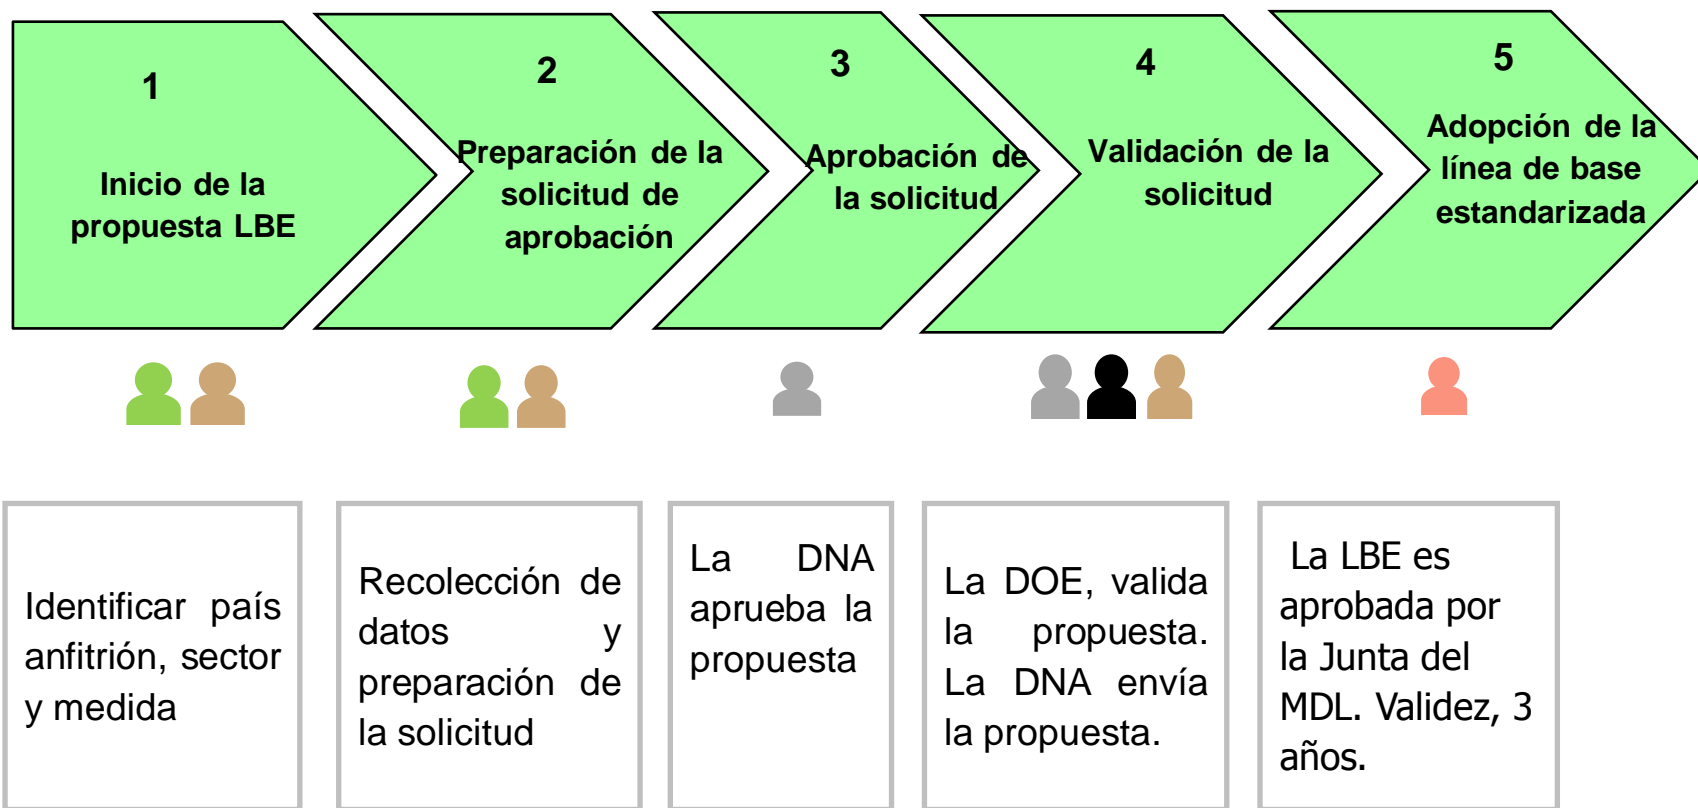 1
Inicio de la
propuesta LBE
2
Preparación de la
solicitud de
aprobación
3
Aprobación de
la solicitud
4
Validación de la
solicitud
5
Adopción de la
línea de base
estandarizada
Identificar país
anfitrión, sector
y medida
Recolección de
datos y
preparación de
la solicitud
La DNA
aprueba la
propuesta
La DOE, valida
la propuesta.
La DNA envía
la propuesta.
La LBE es
aprobada por
la Junta del
MDL. Validez, 3
años.